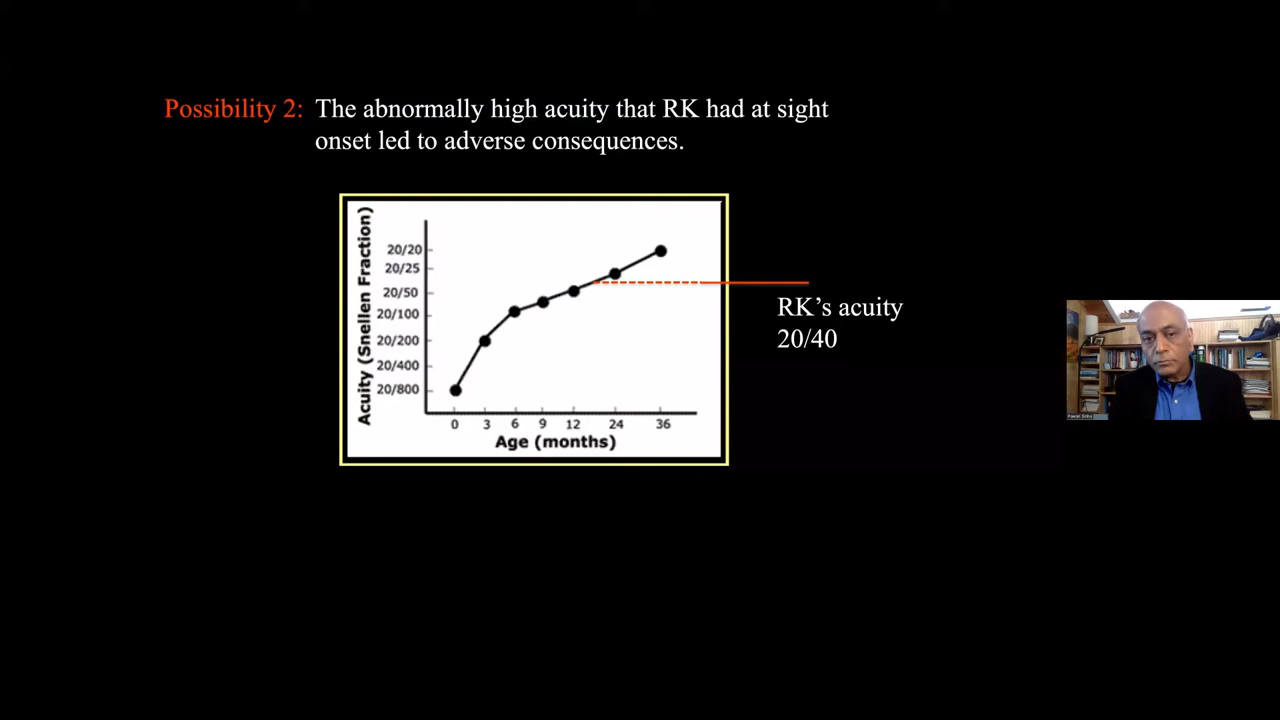 Possibility 2: The abnormally high acuity that RK had at sight
onset led to adverse consequences.
Acuity (Snellen Fraction)
20/20
20/25
20/50
20/100
20/200
20/400
20/800
0 3 6 9 12 24 36
Age (months)
RK's acuity
20/40
Pawan Sinha